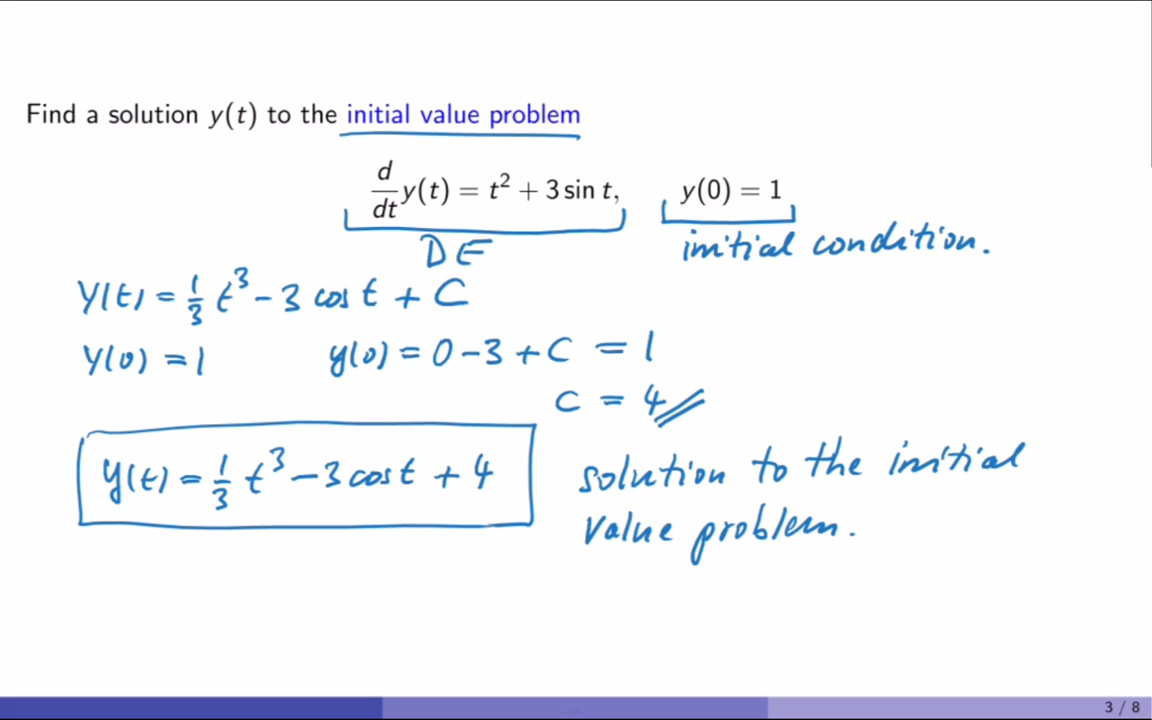 Find a solution y(t) to the initial value problem
d/dt y(t) = t² + 3 sin t, y(0) = 1
DE initial condition.
y(t) = 1/3 t³ - 3 cos t + C
y(0) = 1 y(0) = 0 - 3 + C = 1
C = 4
y(t) = 1/3 t³ - 3 cos t + 4 solution to the initial
value problem.
3 / 8